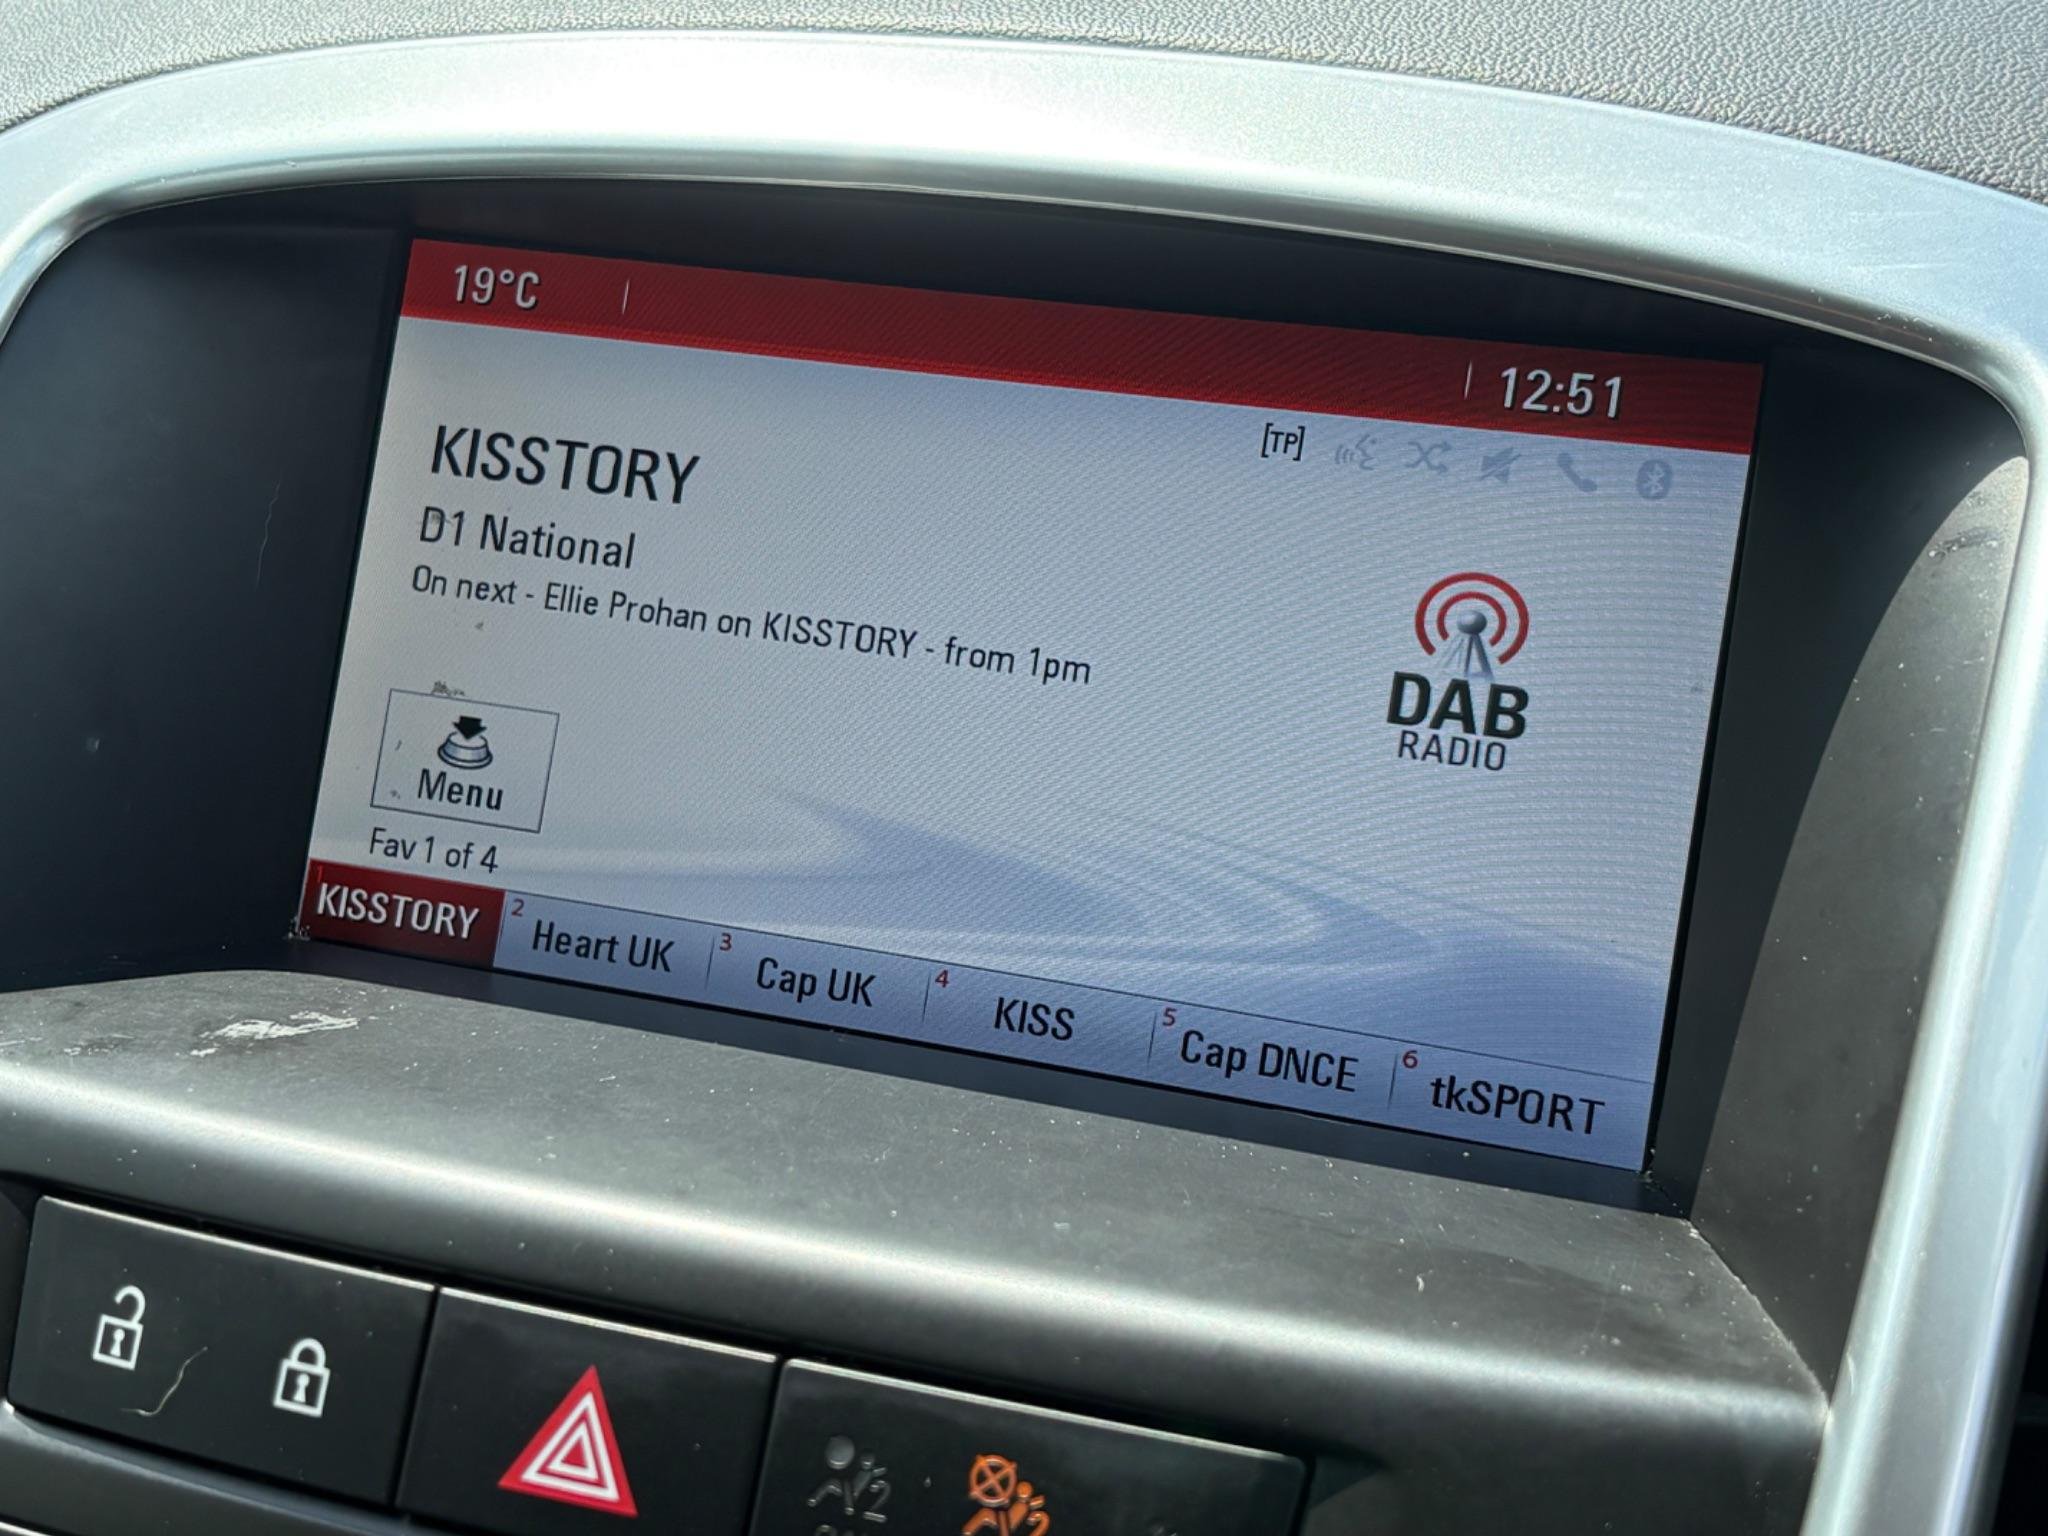 19°C
12:51
[TP]
KISSTORY
D1 National
On next - Ellie Prohan on KISSTORY - from 1pm
DAB
RADIO
Menu
Fav 1 of 4
1 KISSTORY 2 Heart UK 3 Cap UK 4 KISS 5 Cap DNCE 6 tkSPORT
2